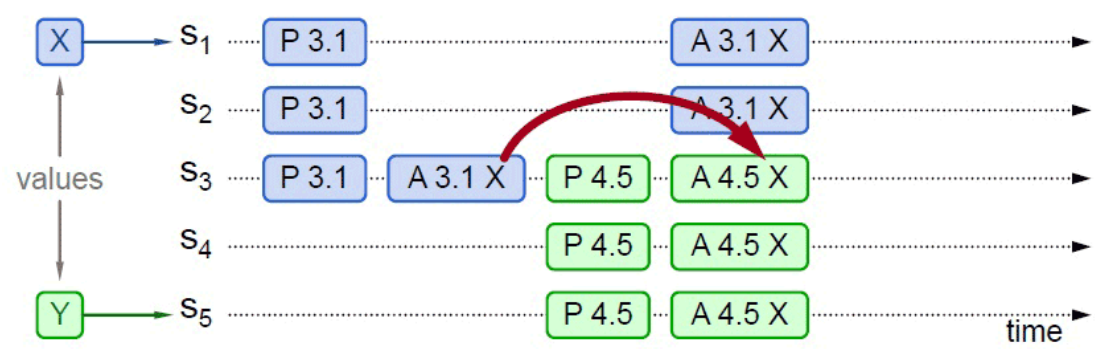 X S1 P 3.1 A 3.1 X
S2 P 3.1 A 3.1 X
values S3 P 3.1 A 3.1 X P 4.5 A 4.5 X
S4 P 4.5 A 4.5 X
Y S5 P 4.5 A 4.5 X
time